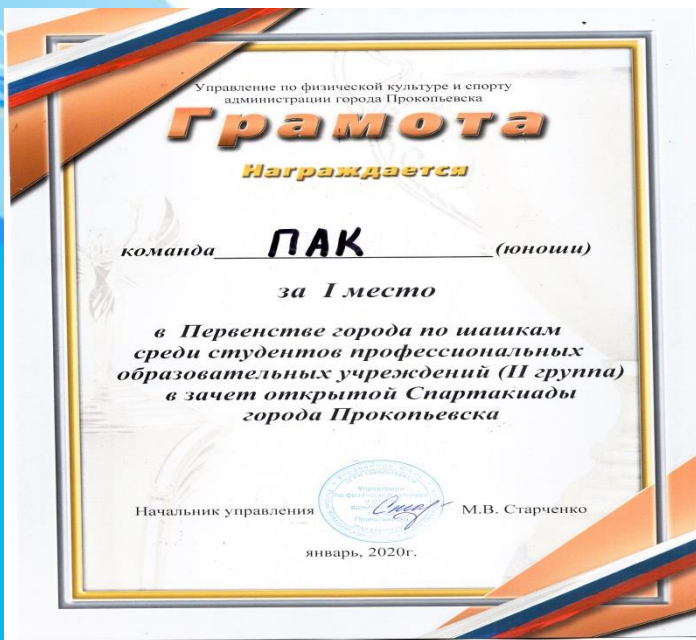 Управление по физической культуре и спорту
администрации города Прокопьевска
Грамота
Награждается
команда ПАК (юноши)
за I место
в Первенстве города по шашкам
среди студентов профессиональных
образовательных учреждений (II группа)
в зачет открытой Спартакиады
города Прокопьевска
Начальник управления М.В. Старченко
январь, 2020г.